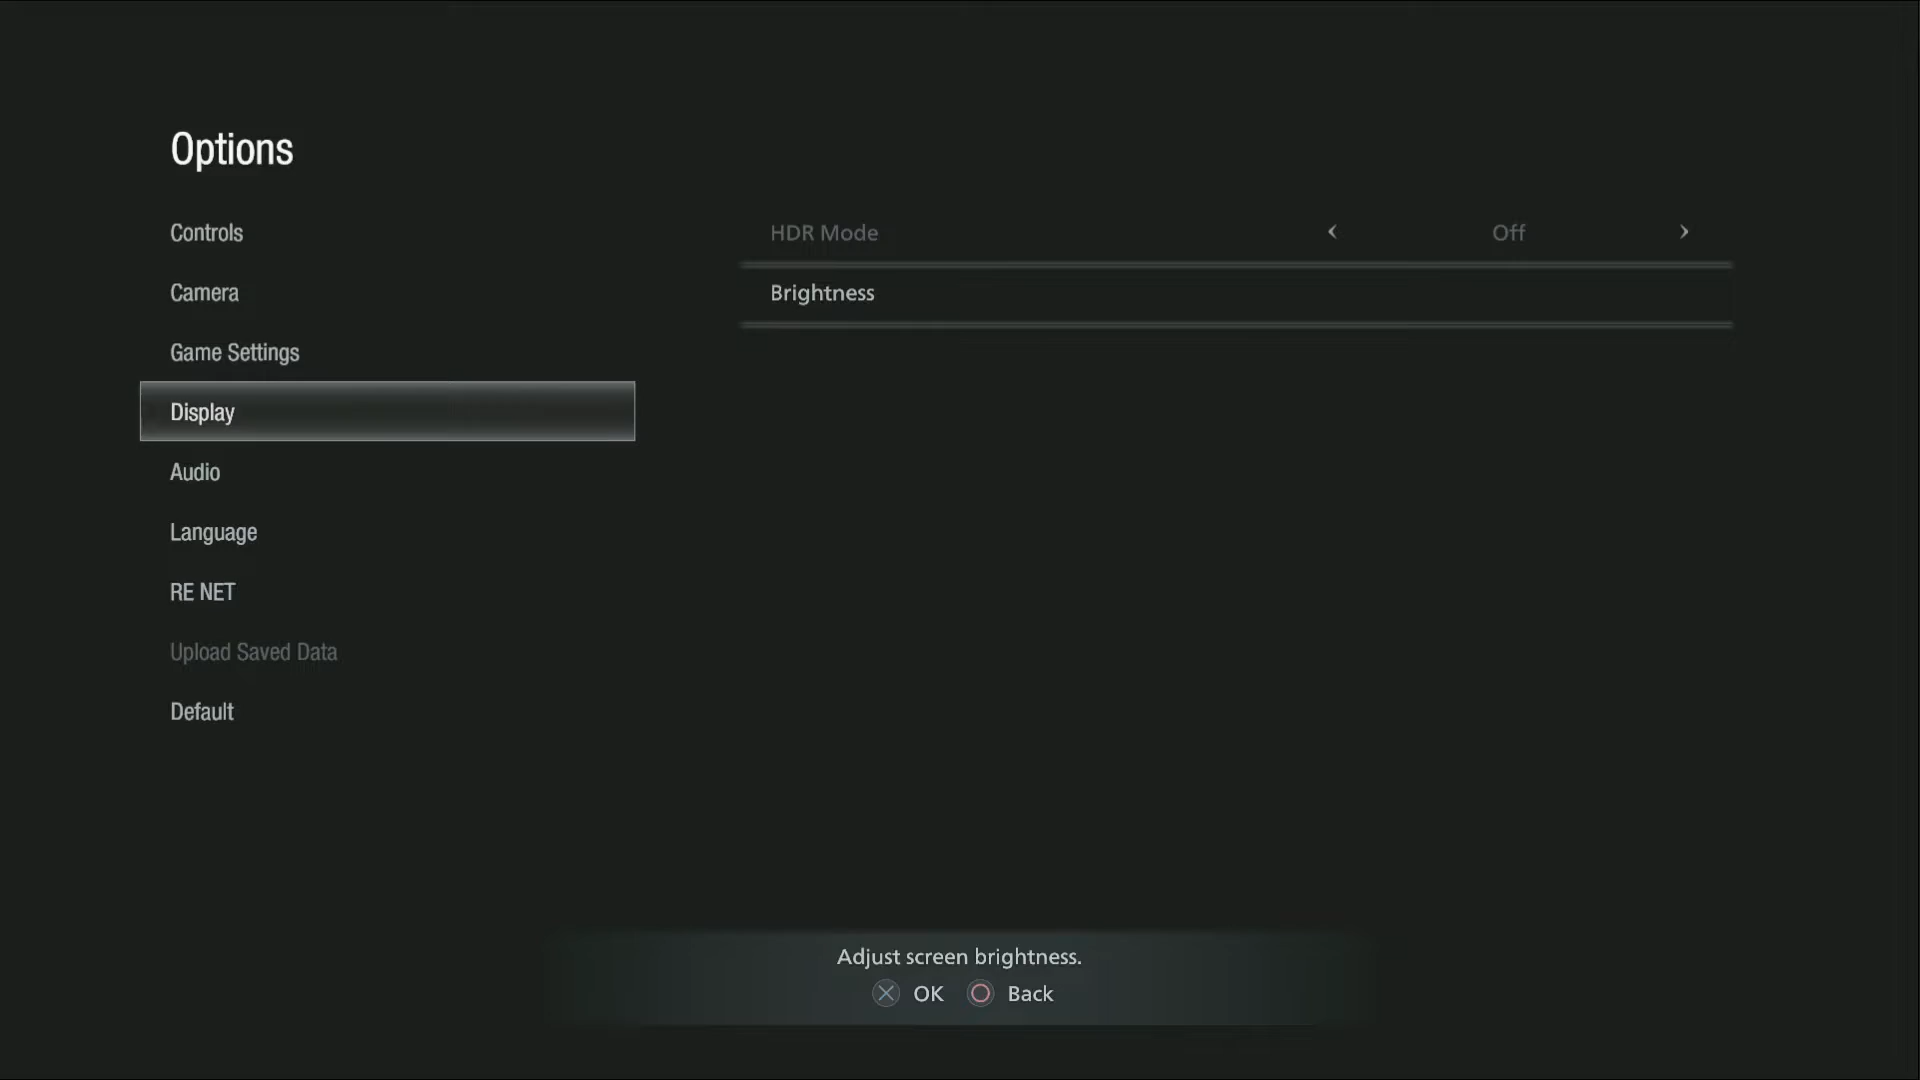 Options
Controls
Camera
Game Settings
Display
Audio
Language
RE NET
Upload Saved Data
Default
HDR Mode Off
Brightness
Adjust screen brightness.
OK Back